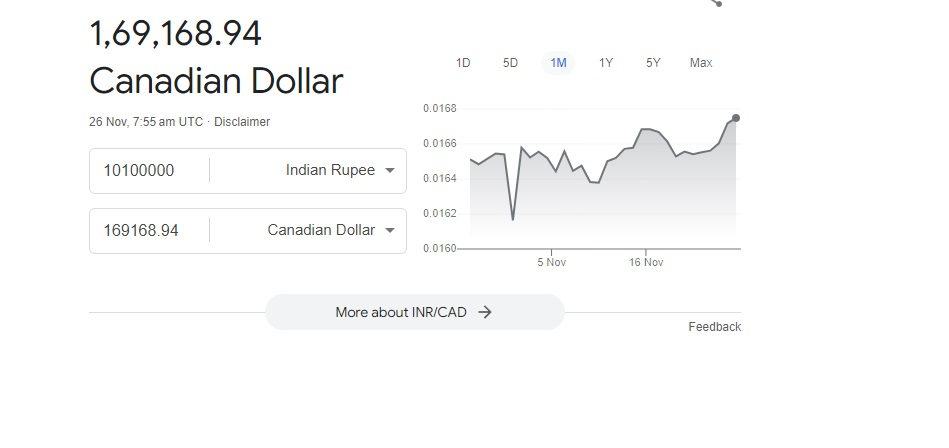 1,69,168.94
Canadian Dollar
26 Nov, 7:55 am UTC · Disclaimer
10100000 Indian Rupee
169168.94 Canadian Dollar
1D 5D 1M 1Y 5Y Max
0.0168
0.0166
0.0164
0.0162
0.0160
5 Nov 16 Nov
More about INR/CAD
Feedback